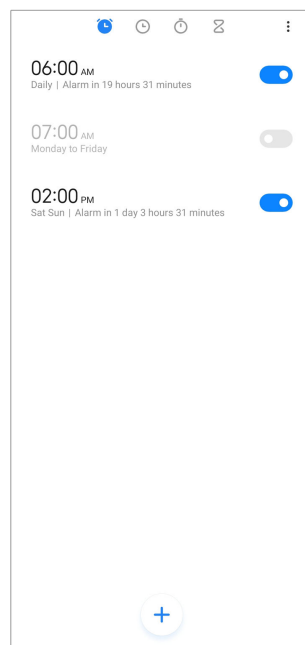 06:00 AM
Daily | Alarm in 19 hours 31 minutes
07:00 AM
Monday to Friday
02:00 PM
Sat Sun | Alarm in 1 day 3 hours 31 minutes